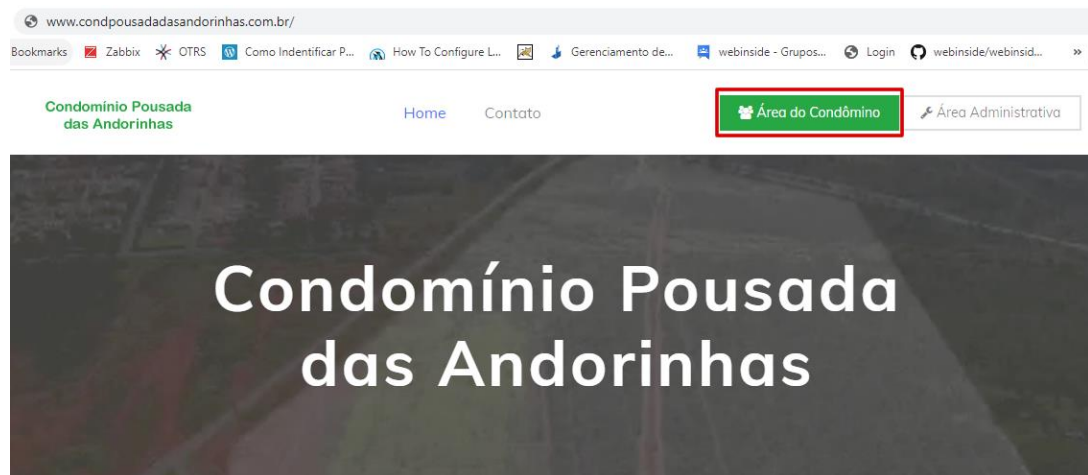 www.condpousadadasandorinhas.com.br/
Bookmarks Zabbix OTRS Como Indentificar P... How To Configure L... Gerenciamento de... webinside - Grupos... Login webinside/webinsid... »
Condomínio Pousada
das Andorinhas
Home Contato Área do Condômino Área Administrativa
Condomínio Pousada
das Andorinhas